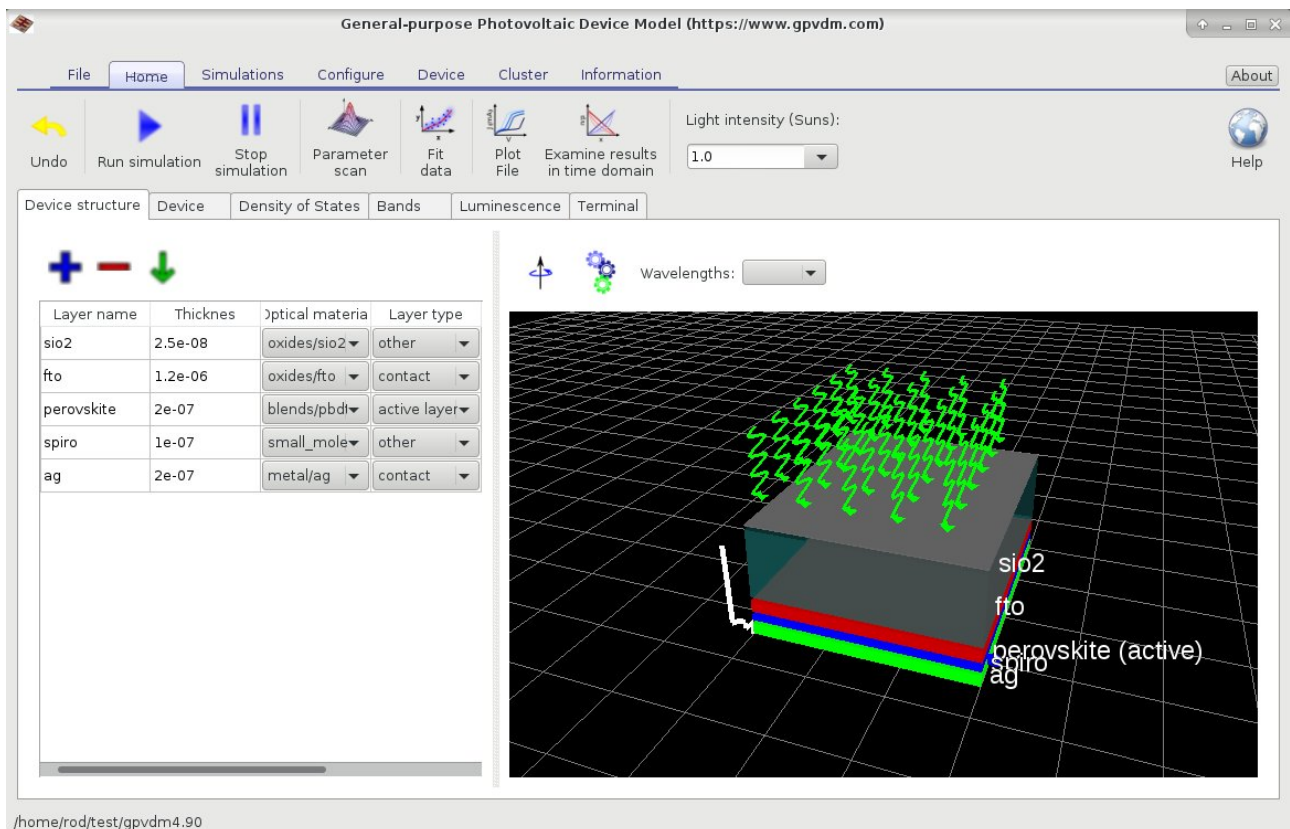 General-purpose Photovoltaic Device Model (https://www.gpvdm.com)
File Home Simulations Configure Device Cluster Information About
Undo
Run simulation
Stop simulation
Parameter scan
Fit data
Plot File
Examine results in time domain
Light intensity (Suns):
1.0
Help
Device structure Device Density of States Bands Luminescence Terminal
Wavelengths:
Layer name Thicknes Optical materia Layer type
sio2 2.5e-08 oxides/sio2 other
fto 1.2e-06 oxides/fto contact
perovskite 2e-07 blends/pbdt active layer
spiro 1e-07 small_mole other
ag 2e-07 metal/ag contact
sio2
fto
perovskite (active)
spiro
ag
/home/rod/test/gpvdm4.90